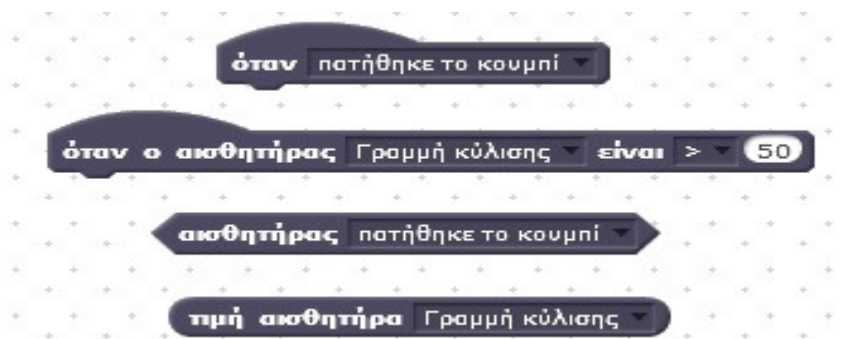 όταν πατήθηκε το κουμπί
όταν ο αισθητήρας Γραμμή κύλισης είναι > 50
αισθητήρας πατήθηκε το κουμπί
τιμή αισθητήρα Γραμμή κύλισης